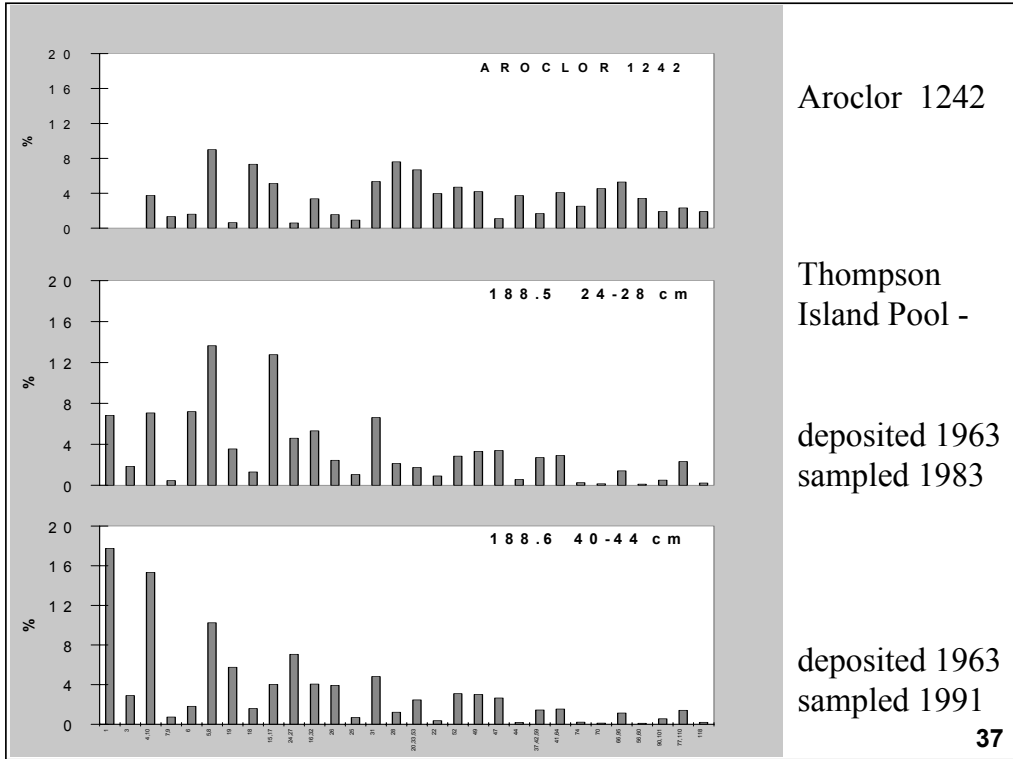 20
16
12
8
4
0
%
AROCLOR 1242
Aroclor 1242
20
16
12
8
4
0
%
188.5 24-28 cm
Thompson
Island Pool -
deposited 1963
sampled 1983
20
16
12
8
4
0
%
188.6 40-44 cm
1 3 4,10 7,9 6 5,8 19 18 15,17 24,27 16,32 26 25 31 28 20,33,53 22 52 49 47 44 37,42,59 41,64 74 70 66,95 56,60 90,101 77,110 118
deposited 1963
sampled 1991
37